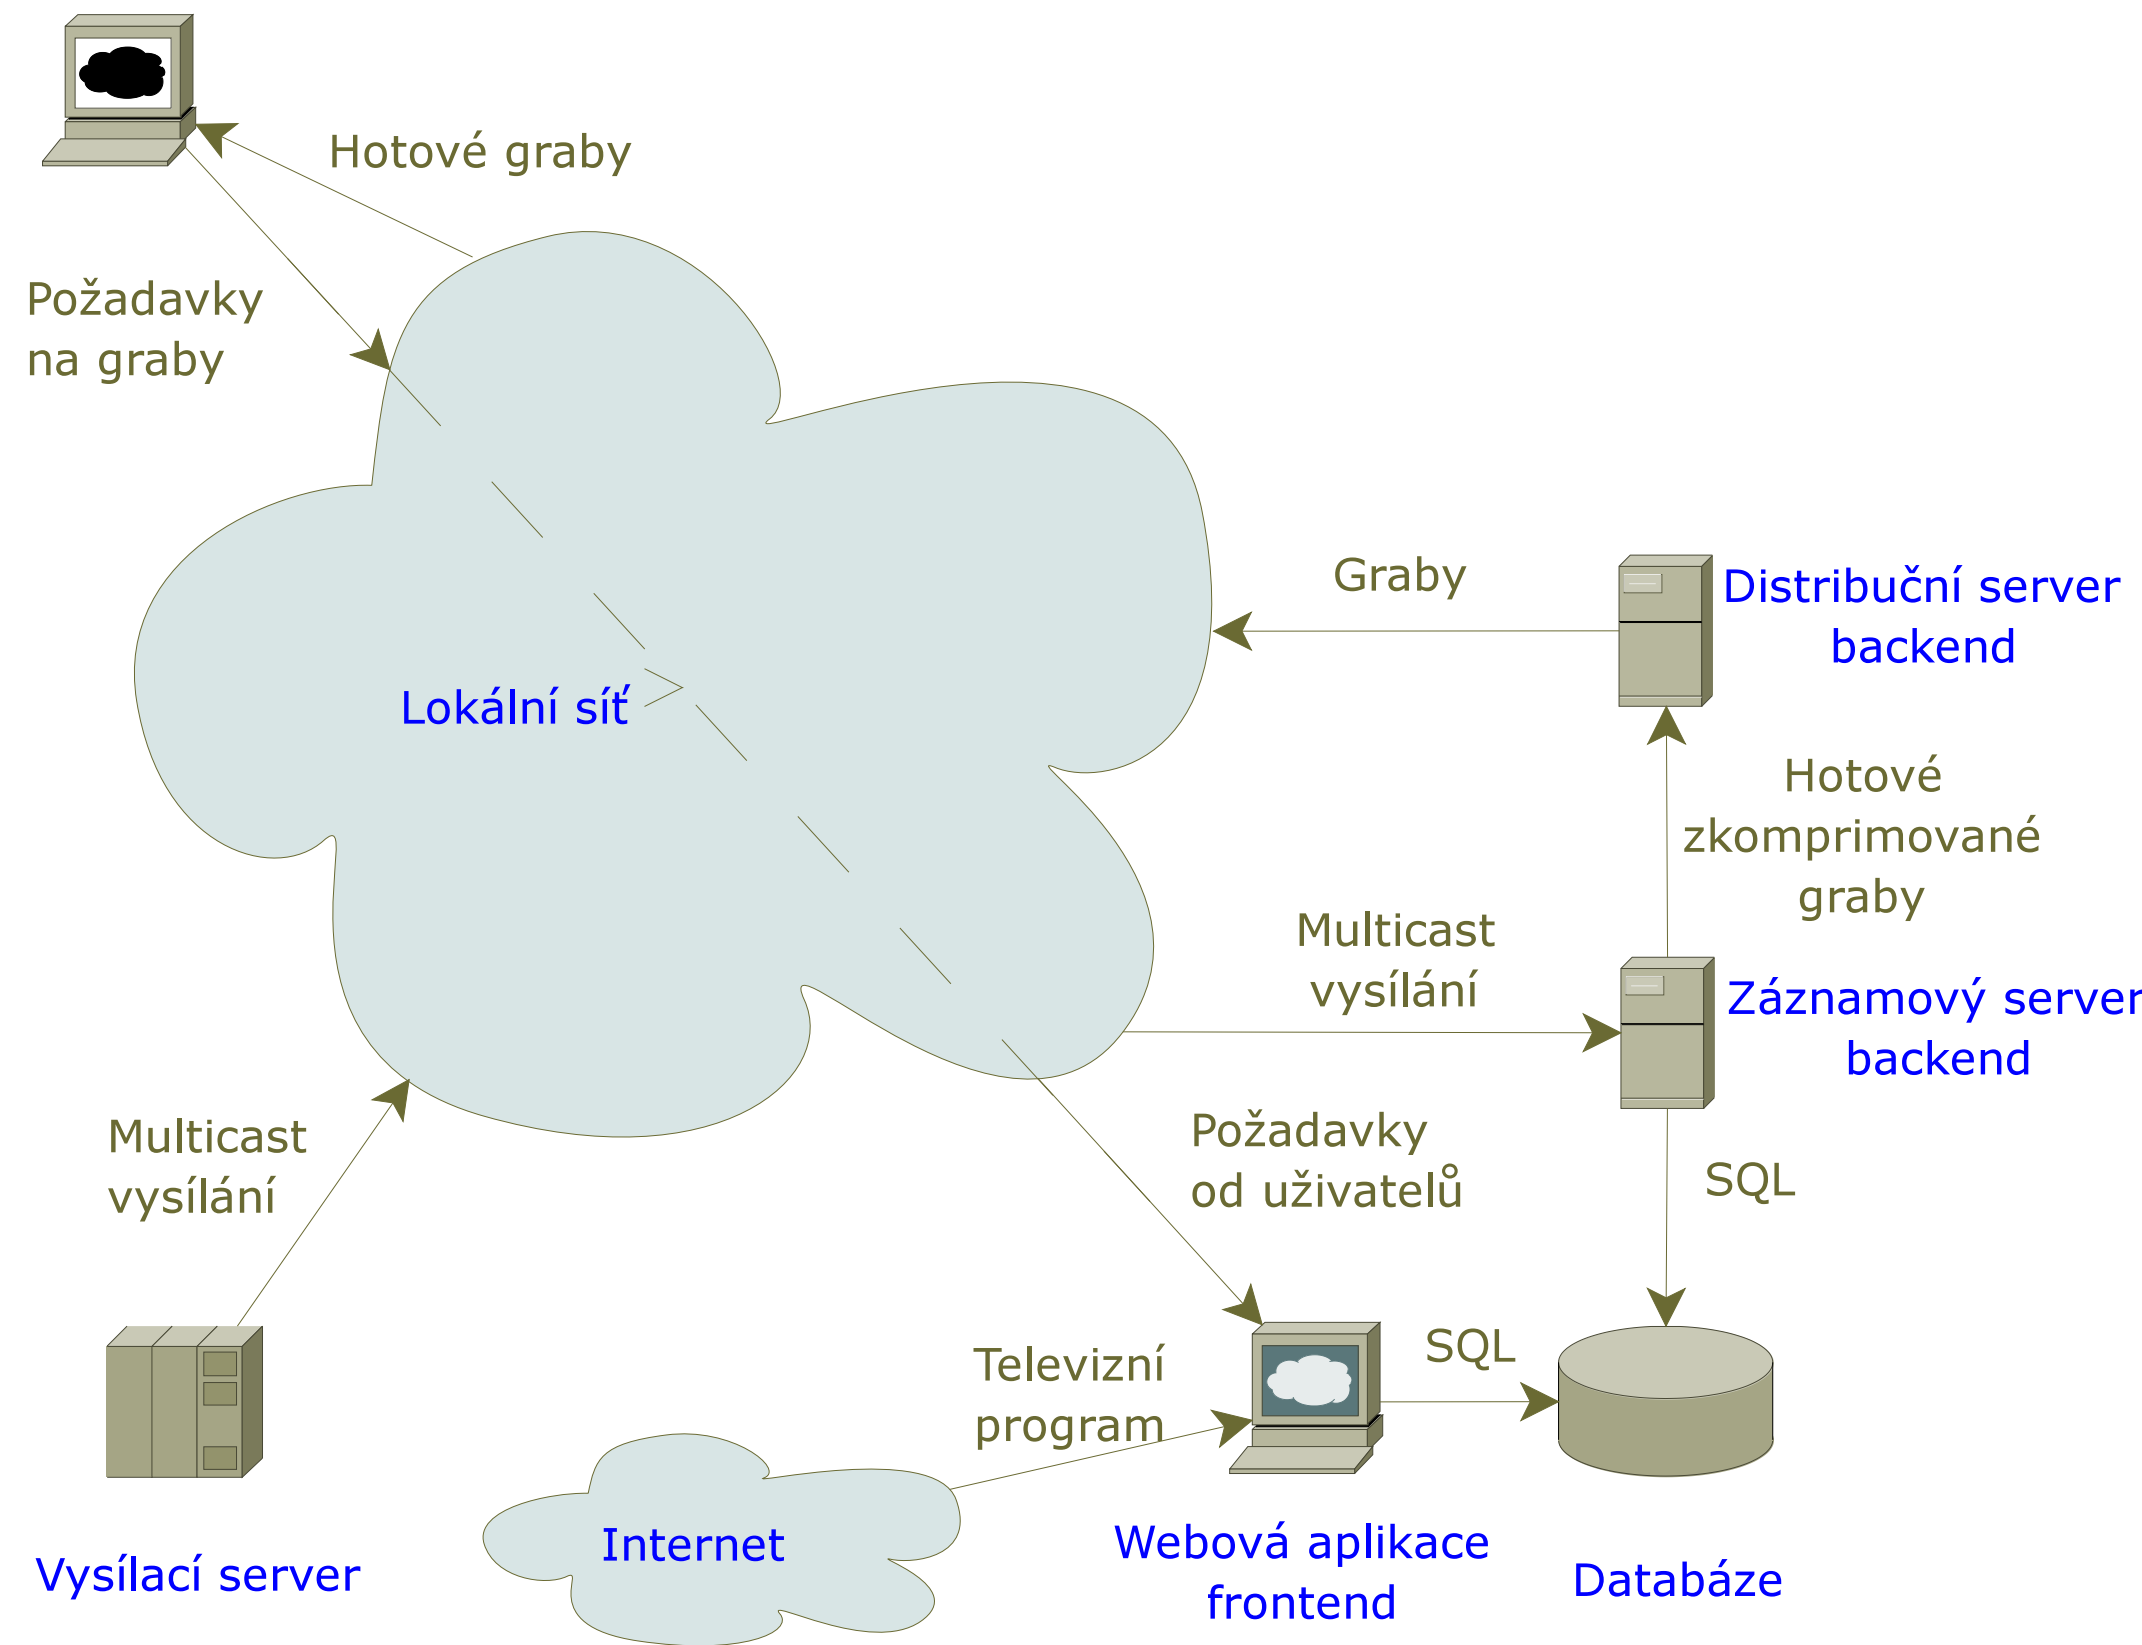 Hotové graby
Požadavky
na graby
Graby
Distribuční server
backend
Lokální síť
Hotové
zkomprimované
graby
Multicast
vysílání
Záznamový server
backend
Multicast
vysílání
Požadavky
od uživatelů
SQL
Televizní
program
SQL
Internet
Webová aplikace
frontend
Vysílací server
Databáze